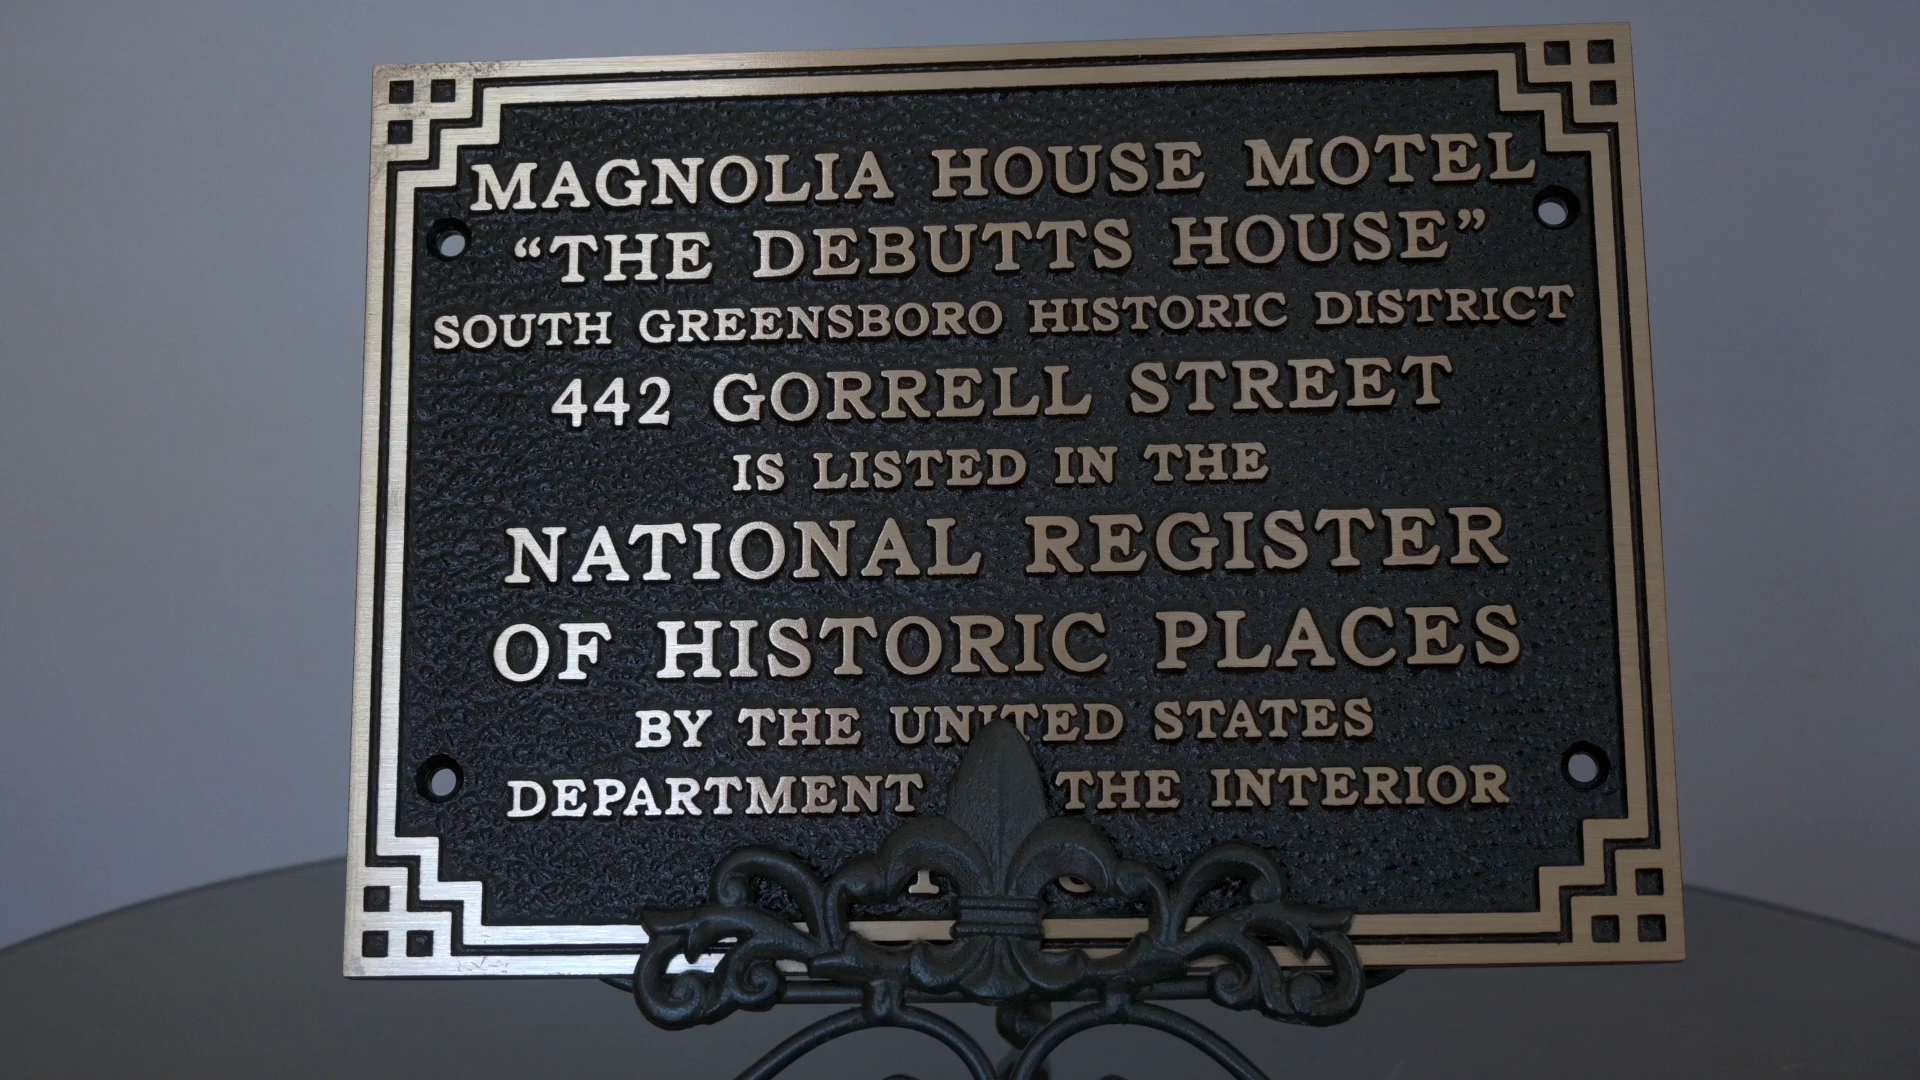 MAGNOLIA HOUSE MOTEL
“THE DEBUTTS HOUSE”
SOUTH GREENSBORO HISTORIC DISTRICT
442 GORRELL STREET
IS LISTED IN THE
NATIONAL REGISTER
OF HISTORIC PLACES
BY THE UNITED STATES
DEPARTMENT THE INTERIOR